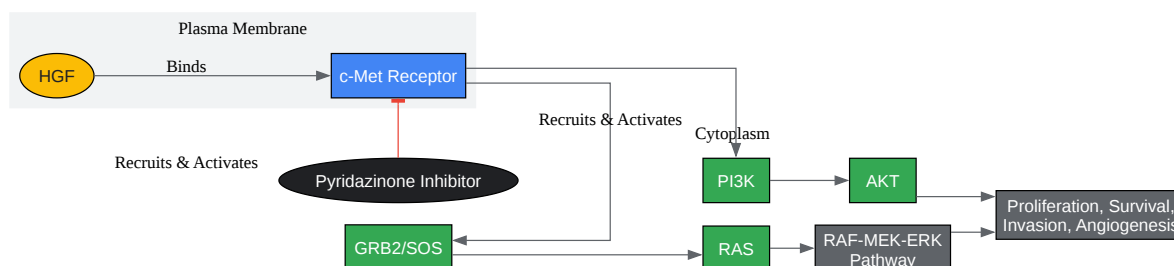 Plasma Membrane
HGF
Binds
c-Met Receptor
Recruits & Activates
Cytoplasm
Recruits & Activates
Pyridazinone Inhibitor
PI3K
AKT
Proliferation, Survival,
Invasion, Angiogenesis
GRB2/SOS
RAS
RAF-MEK-ERK
Pathway